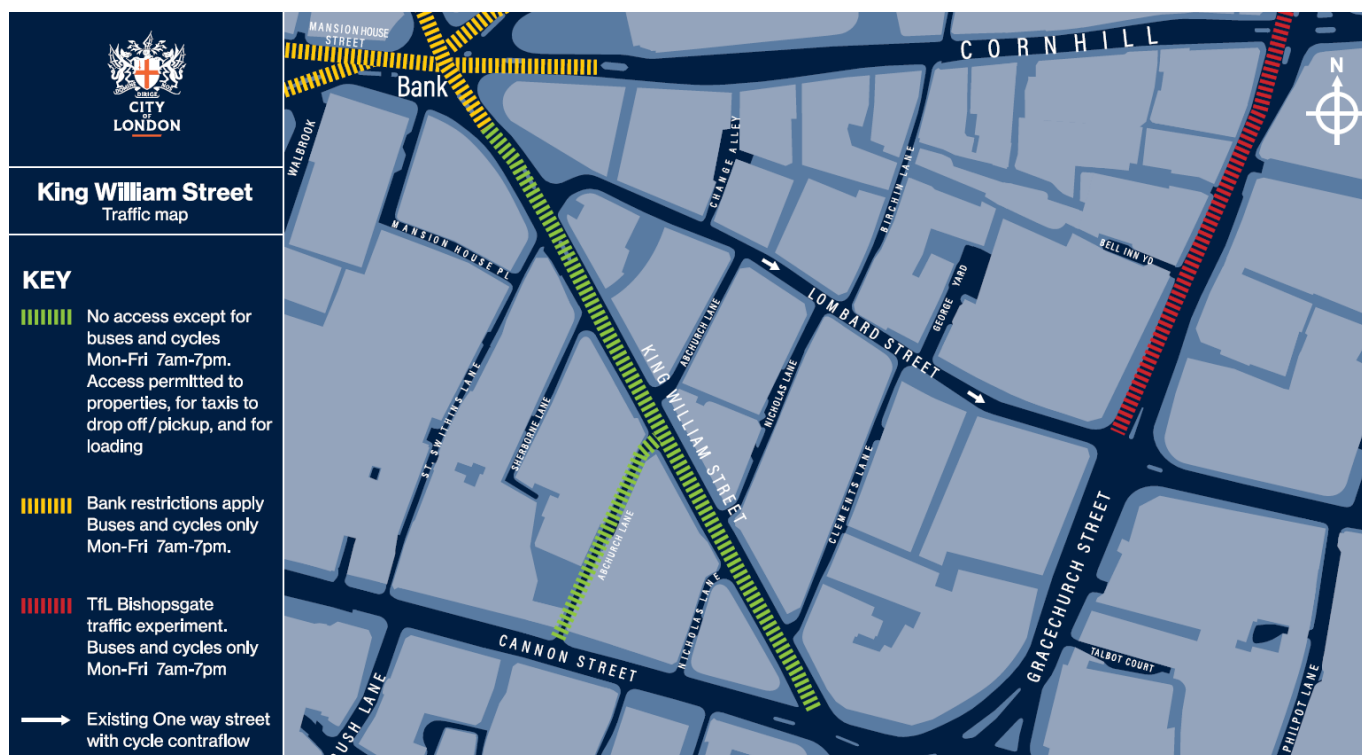 DOMINE DIRIGE NOS
CITY
OF
LONDON
King William Street
Traffic map
KEY
No access except for
buses and cycles
Mon-Fri 7am-7pm.
Access permitted to
properties, for taxis to
drop off/pickup, and for
loading
Bank restrictions apply
Buses and cycles only
Mon-Fri 7am-7pm.
TfL Bishopsgate
traffic experiment.
Buses and cycles only
Mon-Fri 7am-7pm
Existing One way street
with cycle contraflow
MANSION HOUSE
STREET
Bank
CORNHILL
N
WALBROOK
CHANGE ALLEY
BIRCHIN LANE
MANSION HOUSE PL
BELL INN YD
GEORGE YARD
LOMBARD STREET
ABCHURCH LANE
KING WILLIAM STREET
NICHOLAS LANE
ST. SWITHINS LANE
SHERBORNE LANE
CLEMENTS LANE
ABCHURCH LANE
GRACECHURCH STREET
NICHOLAS LANE
CANNON STREET
TALBOT COURT
PHILPOT LANE
BUSH LANE